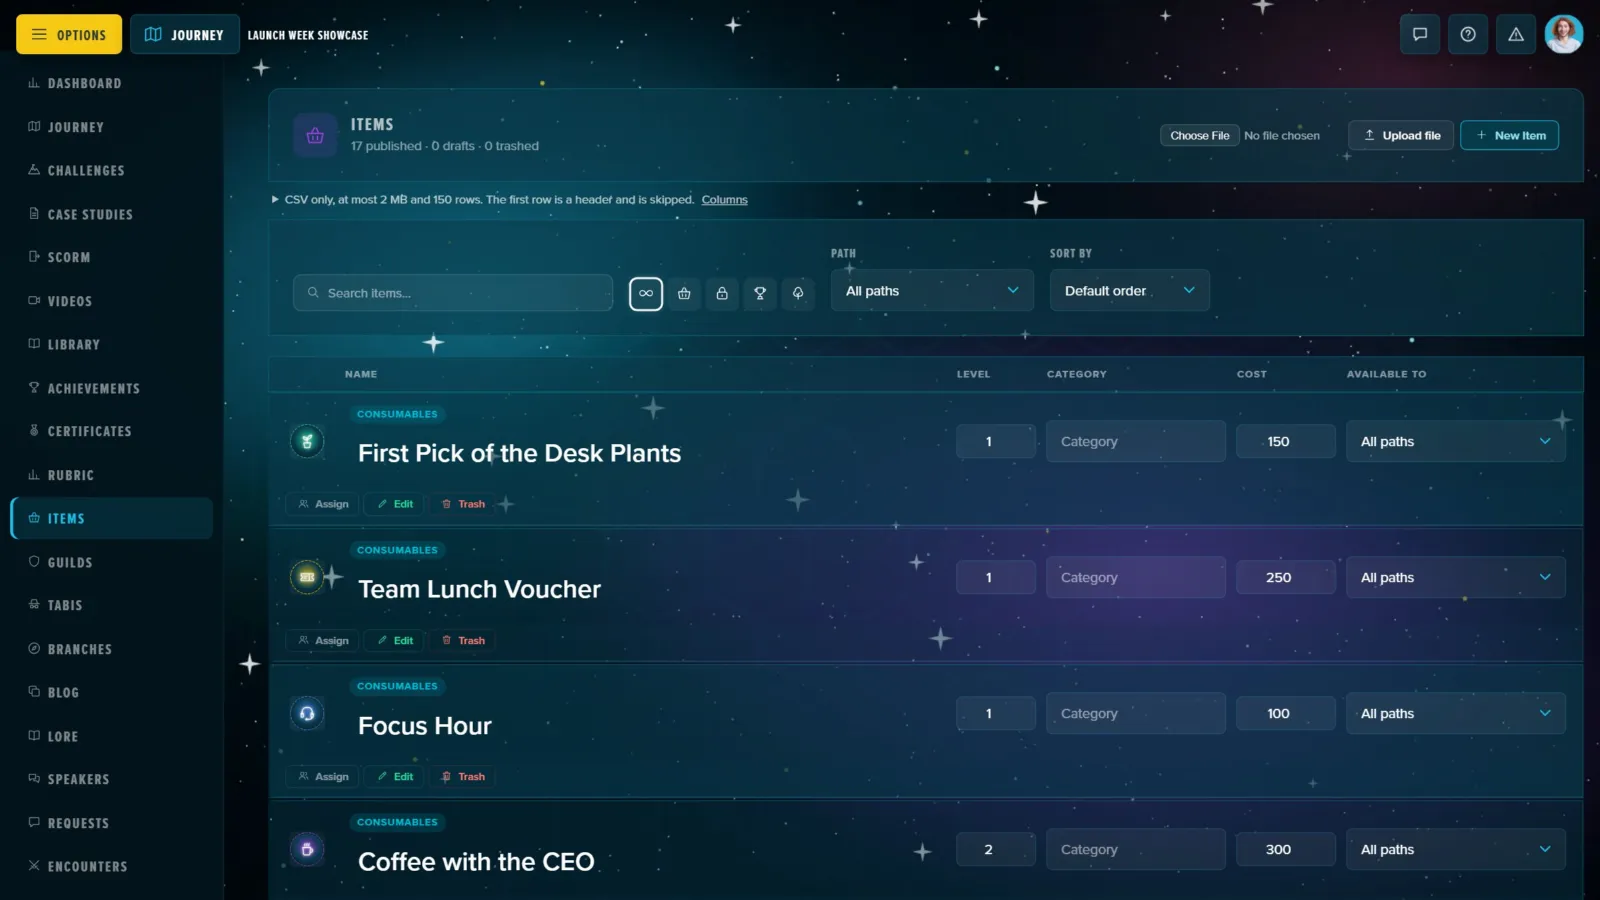 OPTIONS
JOURNEY
LAUNCH WEEK SHOWCASE
DASHBOARD
JOURNEY
CHALLENGES
CASE STUDIES
SCORM
VIDEOS
LIBRARY
ACHIEVEMENTS
CERTIFICATES
RUBRIC
ITEMS
GUILDS
TABIS
BRANCHES
BLOG
LORE
SPEAKERS
REQUESTS
ENCOUNTERS
ITEMS
17 published · 0 drafts · 0 trashed
Choose File No file chosen
Upload file
New Item
CSV only, at most 2 MB and 150 rows. The first row is a header and is skipped. Columns
Search items...
PATH
All paths
SORT BY
Default order
NAME LEVEL CATEGORY COST AVAILABLE TO
CONSUMABLES
First Pick of the Desk Plants
1 Category 150 All paths
Assign Edit Trash
CONSUMABLES
Team Lunch Voucher
1 Category 250 All paths
Assign Edit Trash
CONSUMABLES
Focus Hour
1 Category 100 All paths
Assign Edit Trash
CONSUMABLES
Coffee with the CEO
2 Category 300 All paths